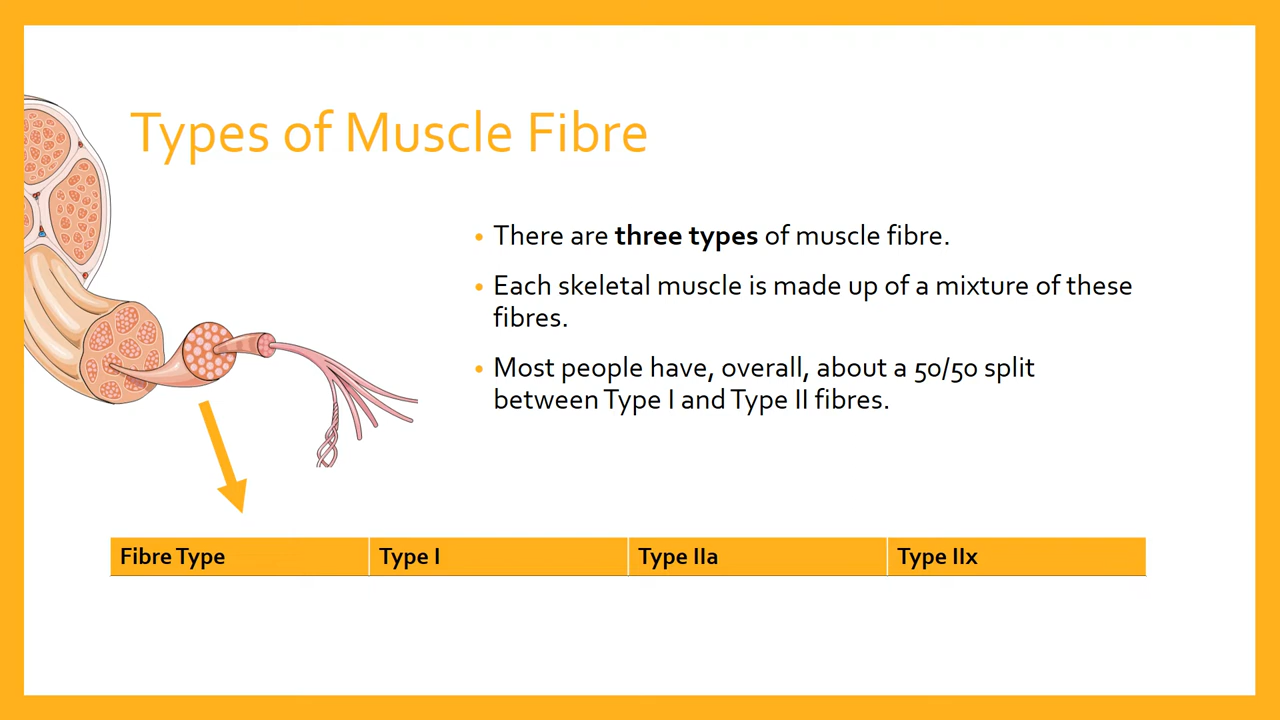 Types of Muscle Fibre
• There are three types of muscle fibre.
• Each skeletal muscle is made up of a mixture of these
fibres.
• Most people have, overall, about a 50/50 split
between Type I and Type II fibres.
Fibre Type Type I Type IIa Type IIx